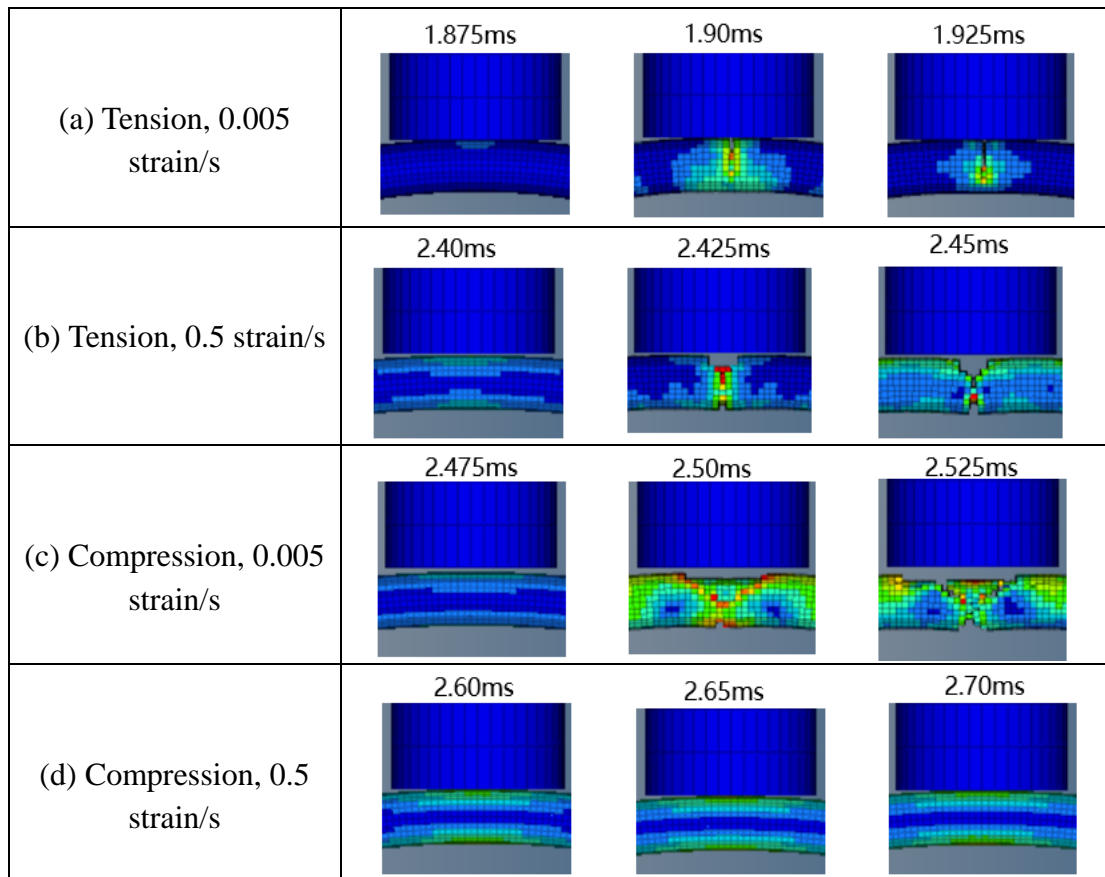 1.875ms 1.90ms 1.925ms
(a) Tension, 0.005
strain/s
2.40ms 2.425ms 2.45ms
(b) Tension, 0.5 strain/s
2.475ms 2.50ms 2.525ms
(c) Compression, 0.005
strain/s
2.60ms 2.65ms 2.70ms
(d) Compression, 0.5
strain/s